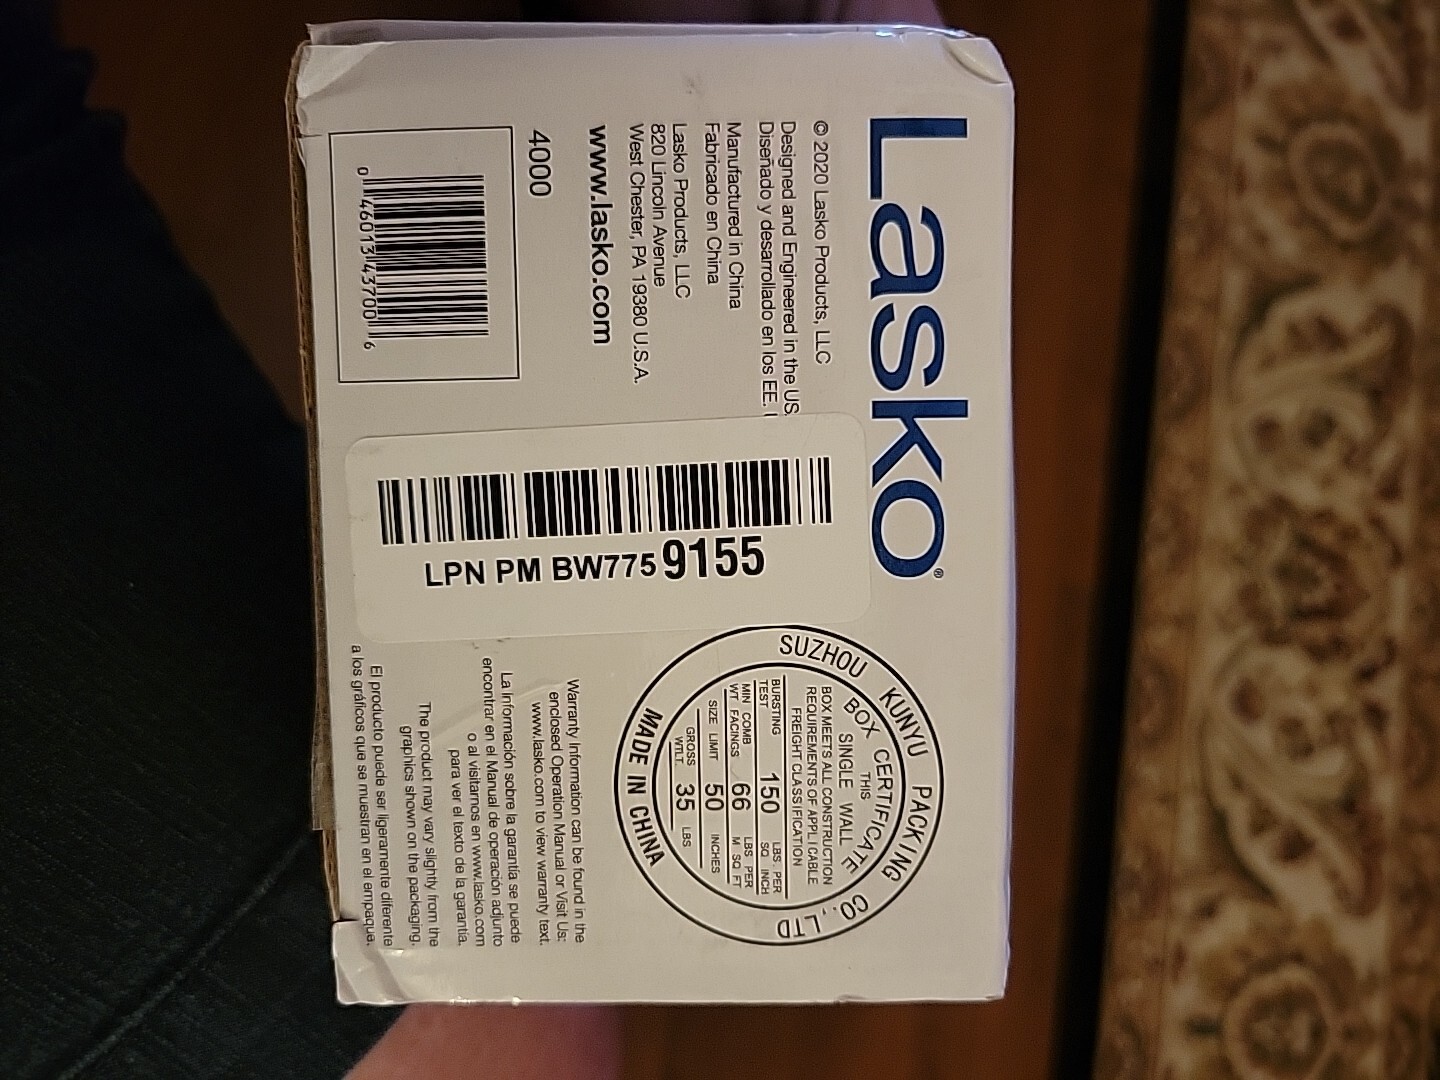 Lasko®
© 2020 Lasko Products, LLC
Designed and Engineered in the US
Diseñado y desarrollado en los EE.
Manufactured in China
Fabricado en China
Lasko Products, LLC
820 Lincoln Avenue
West Chester, PA 19380 U.S.A.
www.lasko.com
4000
0 46013 43700 6
LPN PM BW775 9155
SUZHOU KUNYU PACKING CO.,LTD
BOX CERTIFICATE
THIS
SINGLE WALL
BOX MEETS ALL CONSTRUCTION
REQUIREMENTS OF APPLICABLE
FREIGHT CLASSIFICATION
BURSTING TEST 150 LBS. PER SQ INCH
MIN COMB WT. FACINGS 66 LBS PER M SQ FT
SIZE LIMIT 50 INCHES
GROSS WTLT. 35 LBS
MADE IN CHINA
Warranty Information can be found in the
enclosed Operation Manual or Visit Us:
www.lasko.com to view warranty text.
La Información sobre la garantía se puede
encontrar en el Manual de operación adjunto
o al visitarnos en www.lasko.com
para ver el texto de la garantía.
The product may vary slightly from the
graphics shown on the packaging.
El producto puede ser ligeramente diferente
a los gráficos que se muestran en el empaque.